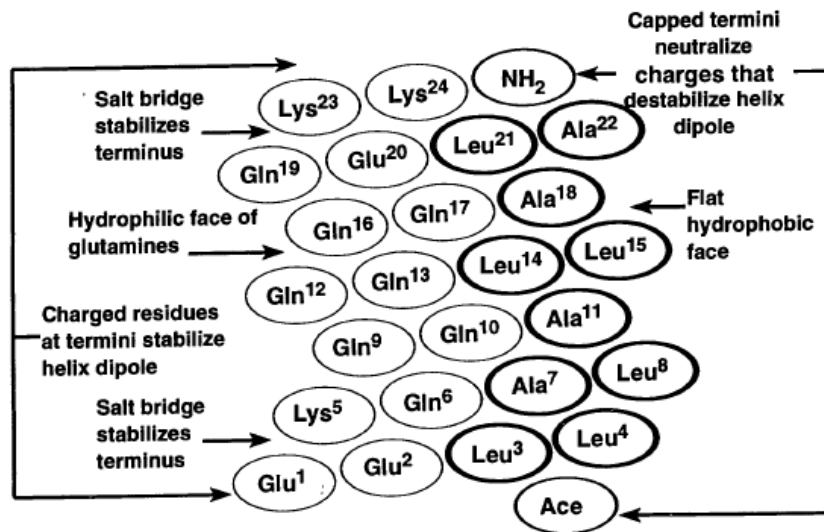 Capped termini
neutralize
charges that
destabilize helix
dipole
NH2
Lys24
Lys23
Salt bridge
stabilizes
terminus
Ala22
Leu21
Glu20
Gln19
Ala18
Gln17
Gln16
Flat
hydrophobic
face
Hydrophilic face of
glutamines
Leu15
Leu14
Gln13
Gln12
Charged residues
at termini stabilize
helix dipole
Ala11
Gln10
Gln9
Leu8
Ala7
Gln6
Lys5
Salt bridge
stabilizes
terminus
Leu4
Leu3
Glu2
Glu1
Ace